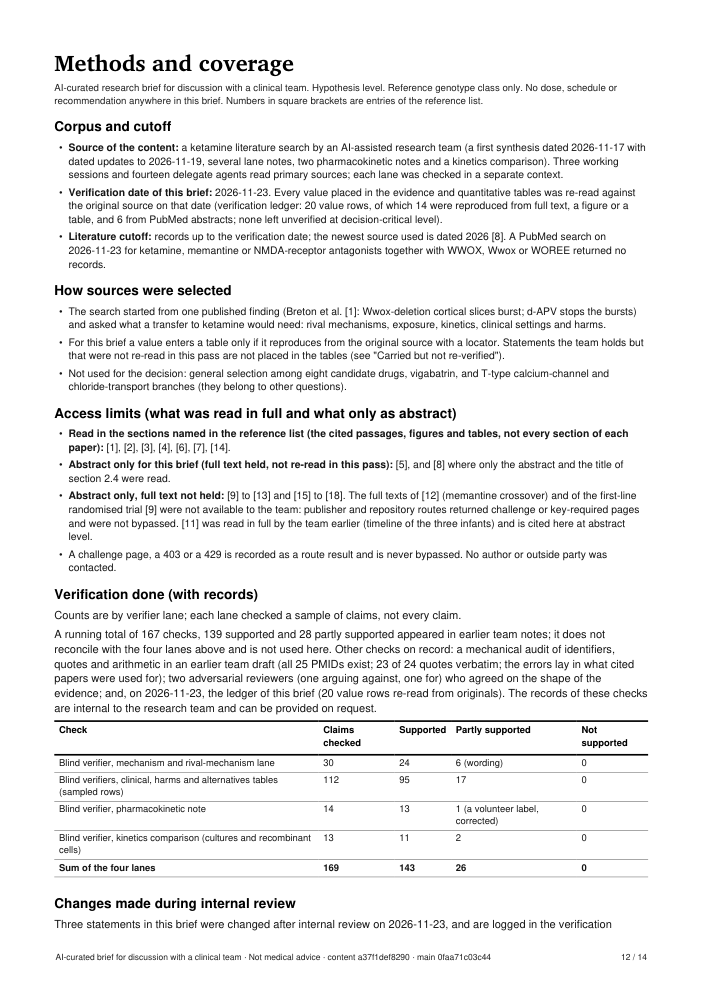 Methods and coverage
AI-curated research brief for discussion with a clinical team. Hypothesis level. Reference genotype class only. No dose, schedule or
recommendation anywhere in this brief. Numbers in square brackets are entries of the reference list.
Corpus and cutoff
• Source of the content: a ketamine literature search by an AI-assisted research team (a first synthesis dated 2026-11-17 with
dated updates to 2026-11-19, several lane notes, two pharmacokinetic notes and a kinetics comparison). Three working
sessions and fourteen delegate agents read primary sources; each lane was checked in a separate context.
• Verification date of this brief: 2026-11-23. Every value placed in the evidence and quantitative tables was re-read against
the original source on that date (verification ledger: 20 value rows, of which 14 were reproduced from full text, a figure or a
table, and 6 from PubMed abstracts; none left unverified at decision-critical level).
• Literature cutoff: records up to the verification date; the newest source used is dated 2026 [8]. A PubMed search on
2026-11-23 for ketamine, memantine or NMDA-receptor antagonists together with WWOX, Wwox or WOREE returned no
records.
How sources were selected
• The search started from one published finding (Breton et al. [1]: Wwox-deletion cortical slices burst; d-APV stops the bursts)
and asked what a transfer to ketamine would need: rival mechanisms, exposure, kinetics, clinical settings and harms.
• For this brief a value enters a table only if it reproduces from the original source with a locator. Statements the team holds but
that were not re-read in this pass are not placed in the tables (see "Carried but not re-verified").
• Not used for the decision: general selection among eight candidate drugs, vigabatrin, and T-type calcium-channel and
chloride-transport branches (they belong to other questions).
Access limits (what was read in full and what only as abstract)
• Read in the sections named in the reference list (the cited passages, figures and tables, not every section of each
paper): [1], [2], [3], [4], [6], [7], [14].
• Abstract only for this brief (full text held, not re-read in this pass): [5], and [8] where only the abstract and the title of
section 2.4 were read.
• Abstract only, full text not held: [9] to [13] and [15] to [18]. The full texts of [12] (memantine crossover) and of the first-line
randomised trial [9] were not available to the team: publisher and repository routes returned challenge or key-required pages
and were not bypassed. [11] was read in full by the team earlier (timeline of the three infants) and is cited here at abstract
level.
• A challenge page, a 403 or a 429 is recorded as a route result and is never bypassed. No author or outside party was
contacted.
Verification done (with records)
Counts are by verifier lane; each lane checked a sample of claims, not every claim.
A running total of 167 checks, 139 supported and 28 partly supported appeared in earlier team notes; it does not
reconcile with the four lanes above and is not used here. Other checks on record: a mechanical audit of identifiers,
quotes and arithmetic in an earlier team draft (all 25 PMIDs exist; 23 of 24 quotes verbatim; the errors lay in what cited
papers were used for); two adversarial reviewers (one arguing against, one for) who agreed on the shape of the
evidence; and, on 2026-11-23, the ledger of this brief (20 value rows re-read from originals). The records of these checks
are internal to the research team and can be provided on request.
Check Claims checked Supported Partly supported Not supported
Blind verifier, mechanism and rival-mechanism lane 30 24 6 (wording) 0
Blind verifiers, clinical, harms and alternatives tables (sampled rows) 112 95 17 0
Blind verifier, pharmacokinetic note 14 13 1 (a volunteer label, corrected) 0
Blind verifier, kinetics comparison (cultures and recombinant cells) 13 11 2 0
Sum of the four lanes 169 143 26 0
Changes made during internal review
Three statements in this brief were changed after internal review on 2026-11-23, and are logged in the verification
AI-curated brief for discussion with a clinical team · Not medical advice · content a37f1def8290 · main 0faa71c03c44 12 / 14